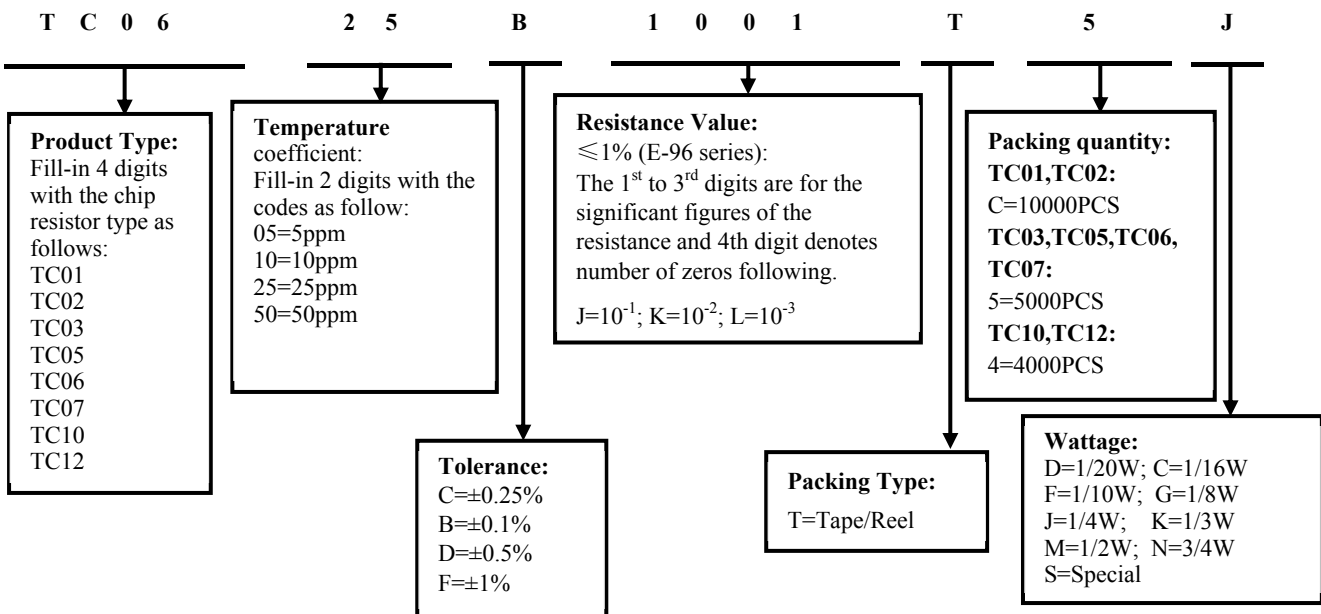 T C 0 6 2 5 B 1 0 0 1 T 5 J
Product Type:
Fill-in 4 digits
with the chip
resistor type as
follows:
TC01
TC02
TC03
TC05
TC06
TC07
TC10
TC12
Temperature
coefficient:
Fill-in 2 digits with the
codes as follow:
05=5ppm
10=10ppm
25=25ppm
50=50ppm
Tolerance:
C=±0.25%
B=±0.1%
D=±0.5%
F=±1%
Resistance Value:
≤1% (E-96 series):
The 1st to 3rd digits are for the
significant figures of the
resistance and 4th digit denotes
number of zeros following.
J=10-1; K=10-2; L=10-3
Packing Type:
T=Tape/Reel
Packing quantity:
TC01,TC02:
C=10000PCS
TC03,TC05,TC06,
TC07:
5=5000PCS
TC10,TC12:
4=4000PCS
Wattage:
D=1/20W; C=1/16W
F=1/10W; G=1/8W
J=1/4W; K=1/3W
M=1/2W; N=3/4W
S=Special